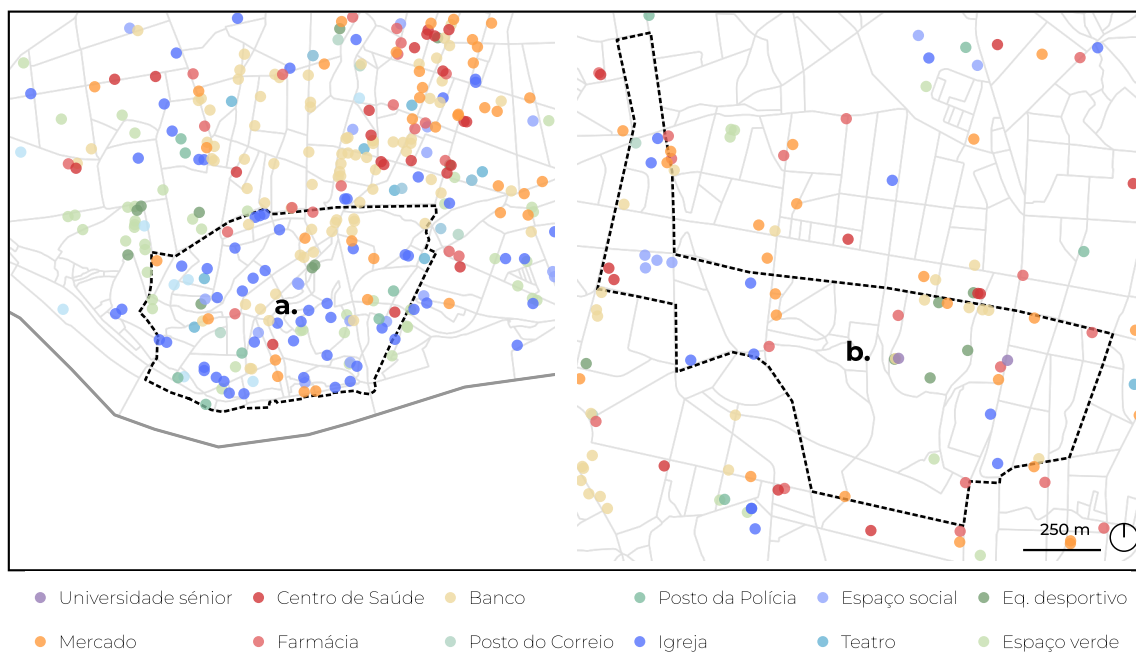 a.
b.
250 m
Universidade sénior
Centro de Saúde
Banco
Posto da Polícia
Espaço social
Eq. desportivo
Mercado
Farmácia
Posto do Correio
Igreja
Teatro
Espaço verde